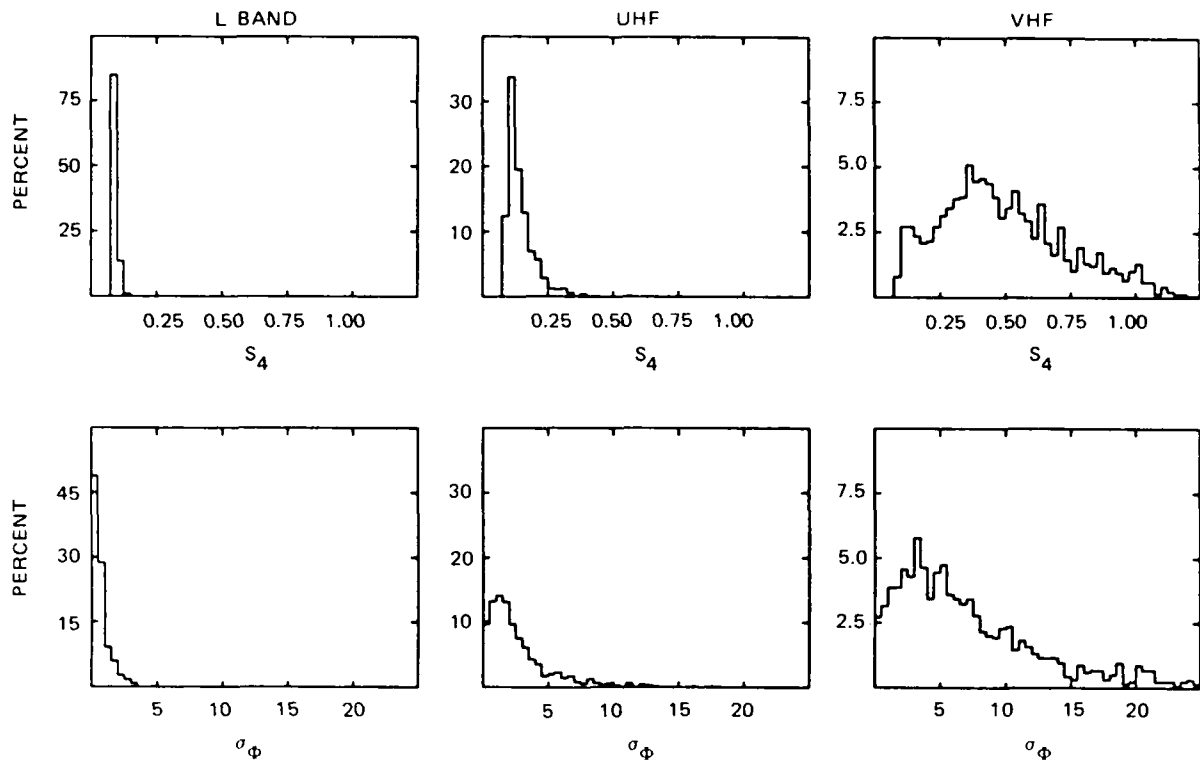 L BAND UHF VHF
75 30 7.5
PERCENT
50 20 5.0
25 10 2.5
0.25 0.50 0.75 1.00 0.25 0.50 0.75 1.00 0.25 0.50 0.75 1.00
S₄ S₄ S₄
45 30 7.5
PERCENT
30 20 5.0
15 10 2.5
5 10 15 20 5 10 15 20 5 10 15 20
σ_Φ σ_Φ σ_Φ